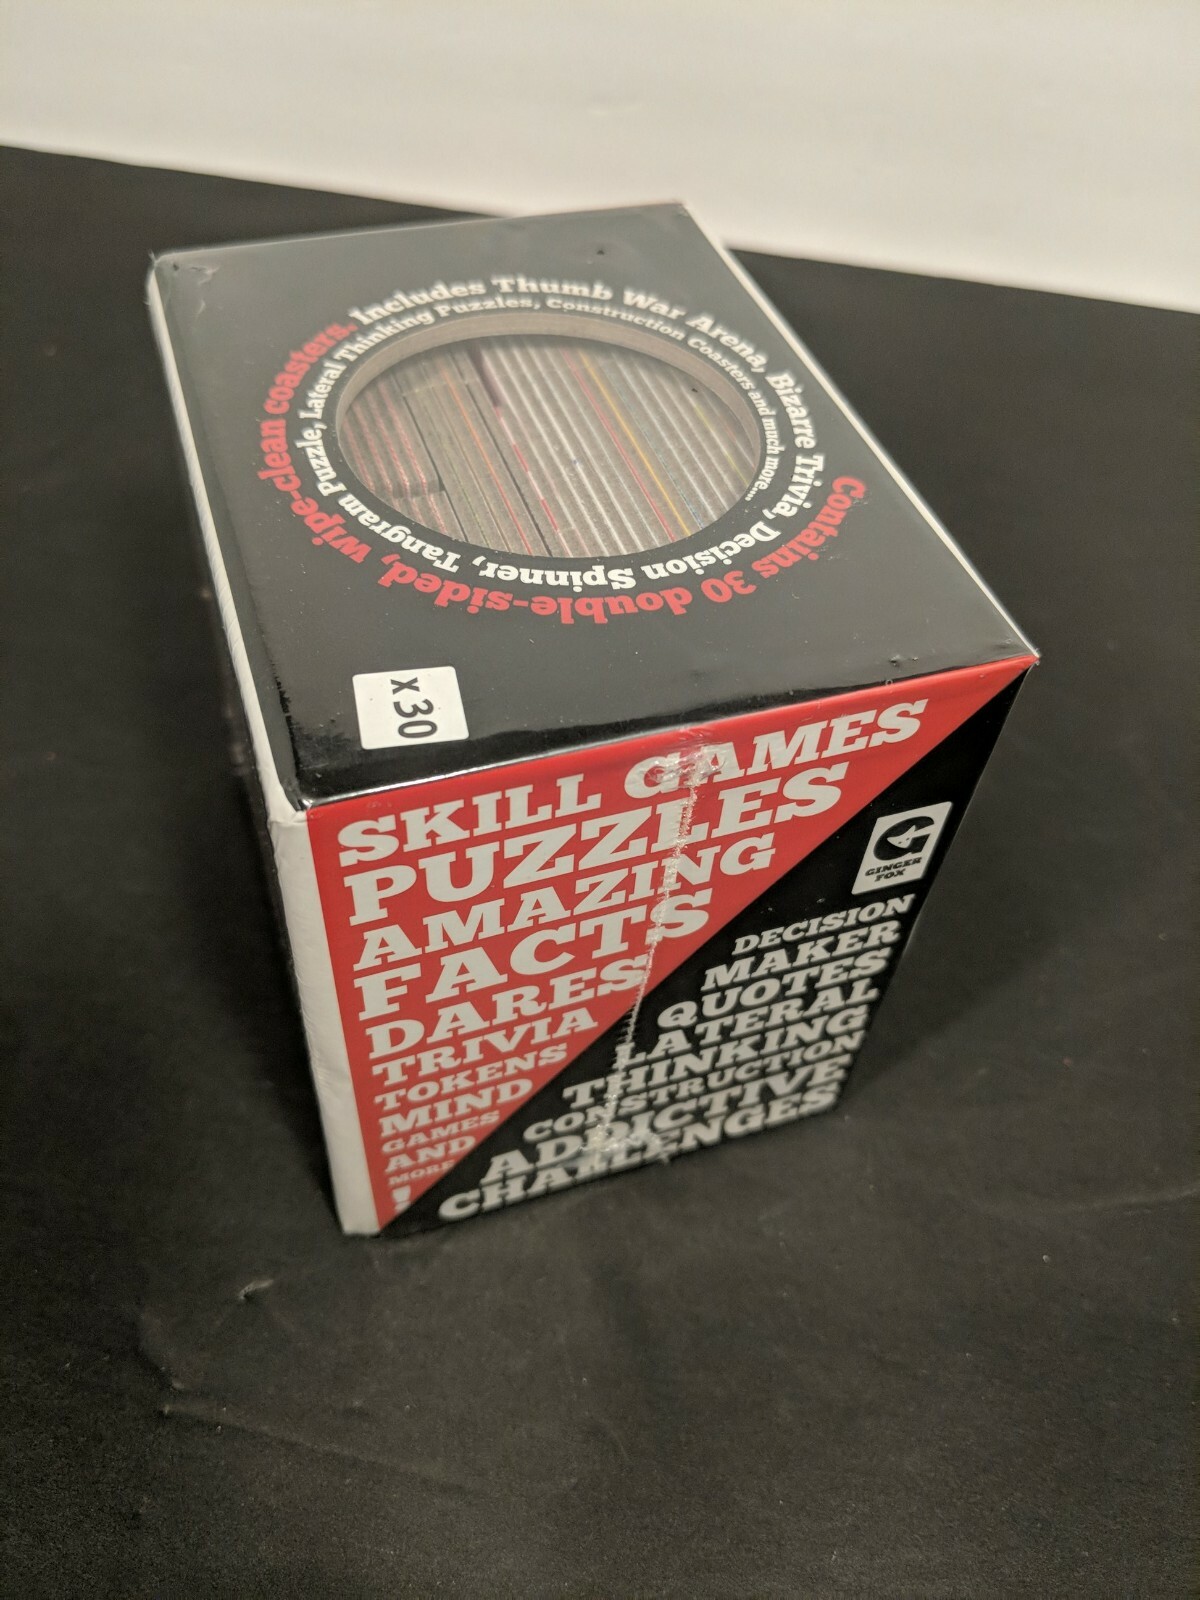 Contains 30 double-sided, wipe-clean coasters. Includes Thumb War Arena, Bizarre Trivia, Decision Spinner, Tangram Puzzle, Lateral Thinking Puzzles, Construction Coasters and much more....
x 30
SKILL GAMES
PUZZLES
AMAZING
FACTS
DARES
TRIVIA
TOKENS
MIND
GAMES
AND
MORE
!
G
GINGER
FOX
DECISION
MAKER
QUOTES
LATERAL
THINKING
CONSTRUCTION
ADDICTIVE
CHALLENGES